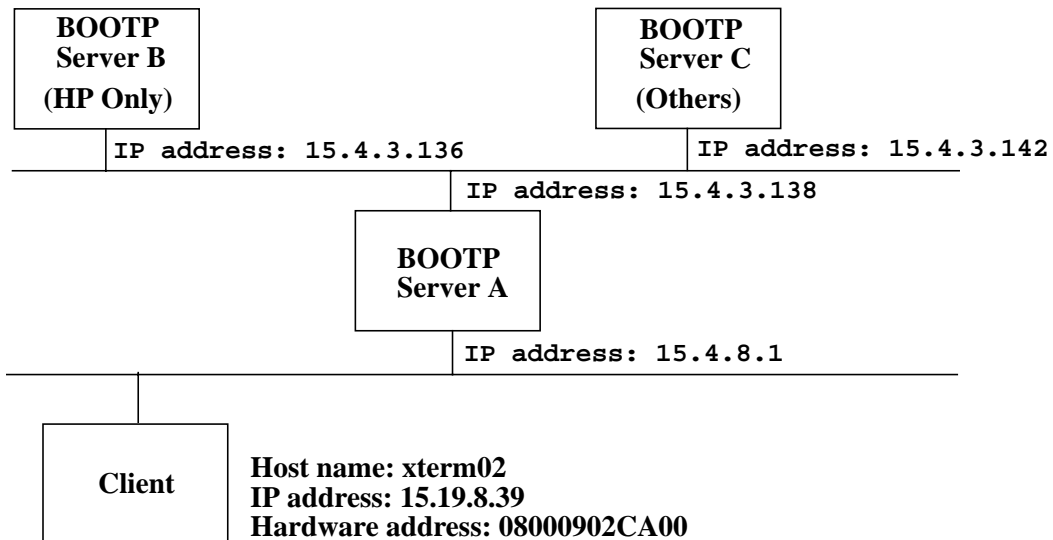 BOOTP
Server B
(HP Only)
BOOTP
Server C
(Others)
IP address: 15.4.3.136
IP address: 15.4.3.142
IP address: 15.4.3.138
BOOTP
Server A
IP address: 15.4.8.1
Client
Host name: xterm02
IP address: 15.19.8.39
Hardware address: 08000902CA00